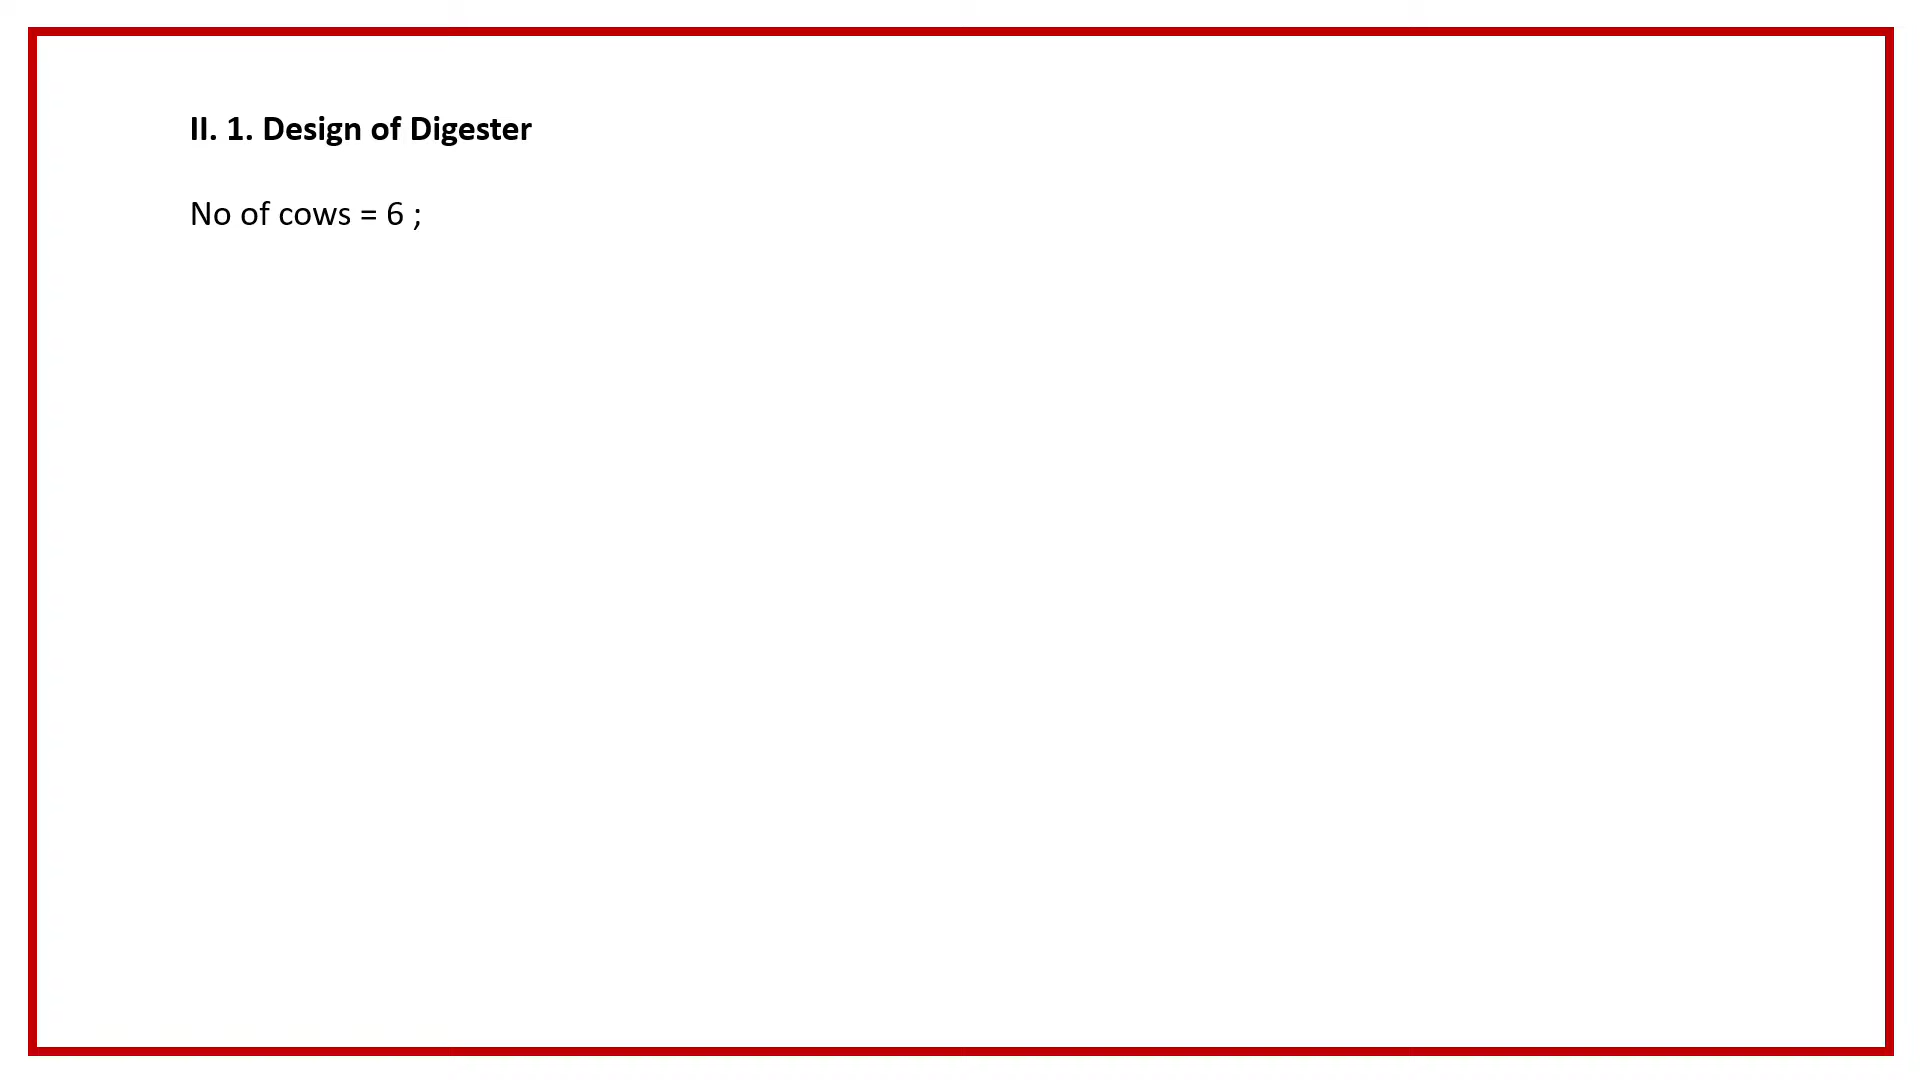 II. 1. Design of Digester
No of cows = 6 ;